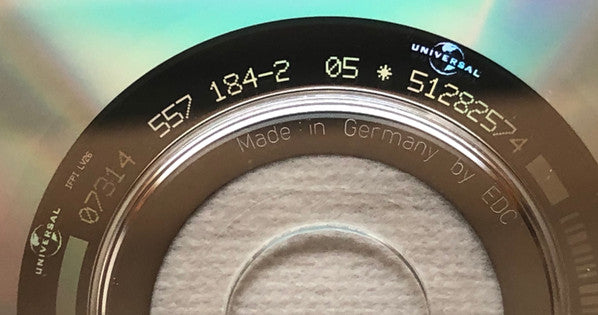 UNIVERSAL
IFPI LV26
07314 557 184-2 05 * 51282574
UNIVERSAL
Made in Germany by EDC